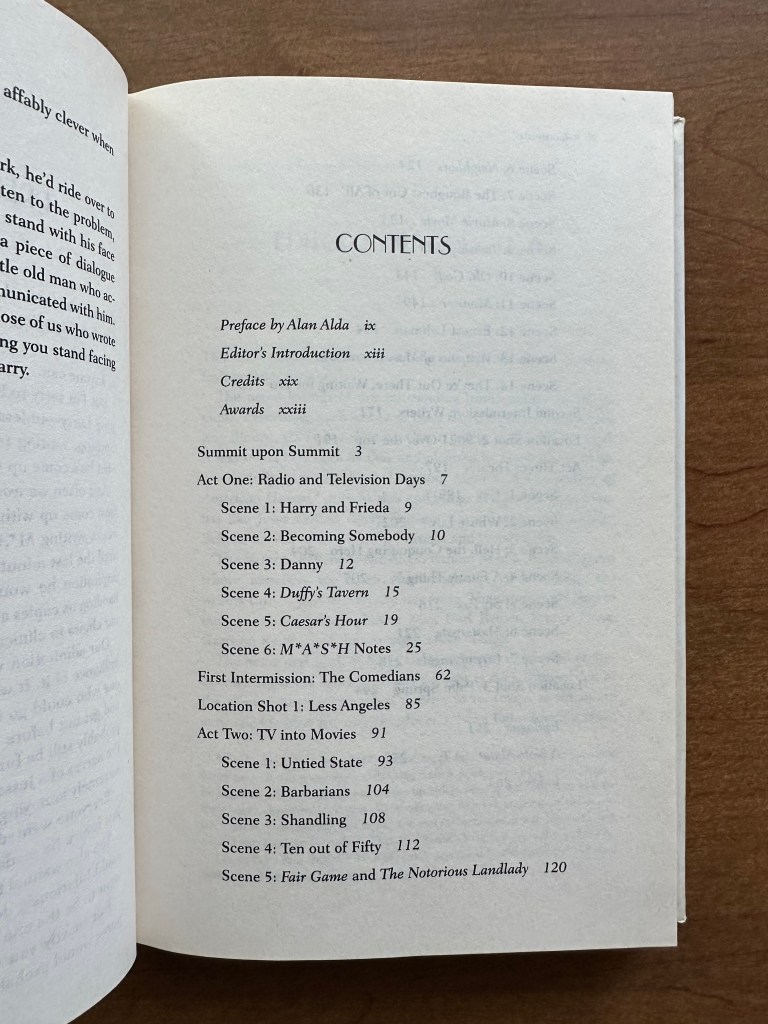 affably clever when
rk, he'd ride over to
ten to the problem,
stand with his face
a piece of dialogue
tle old man who ac-
municated with him.
ose of us who wrote
ng you stand facing
arry.
CONTENTS
Preface by Alan Alda ix
Editor's Introduction xiii
Credits xix
Awards xxiii
Summit upon Summit 3
Act One: Radio and Television Days 7
Scene 1: Harry and Frieda 9
Scene 2: Becoming Somebody 10
Scene 3: Danny 12
Scene 4: Duffy's Tavern 15
Scene 5: Caesar's Hour 19
Scene 6: M*A*S*H Notes 25
First Intermission: The Comedians 62
Location Shot 1: Less Angeles 85
Act Two: TV into Movies 91
Scene 1: Untied State 93
Scene 2: Barbarians 104
Scene 3: Shandling 108
Scene 4: Ten out of Fifty 112
Scene 5: Fair Game and The Notorious Landlady 120